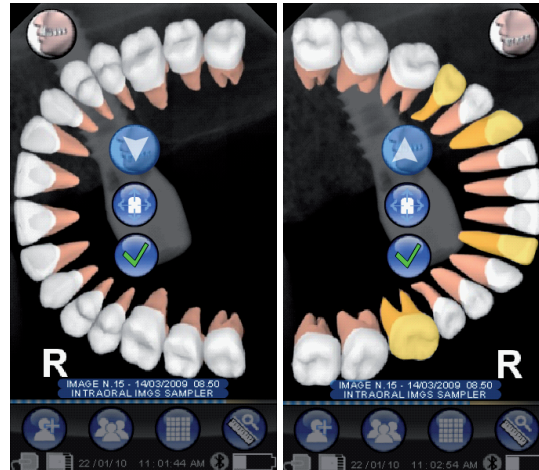 R
IMAGE N.15 - 14/03/2009 08.50
INTRAORAL IMGS SAMPLER
22/01/10 11:01:44 AM
R
IMAGE N.15 - 14/03/2009 08.50
INTRAORAL IMGS SAMPLER
22/01/10 11:02:54 AM